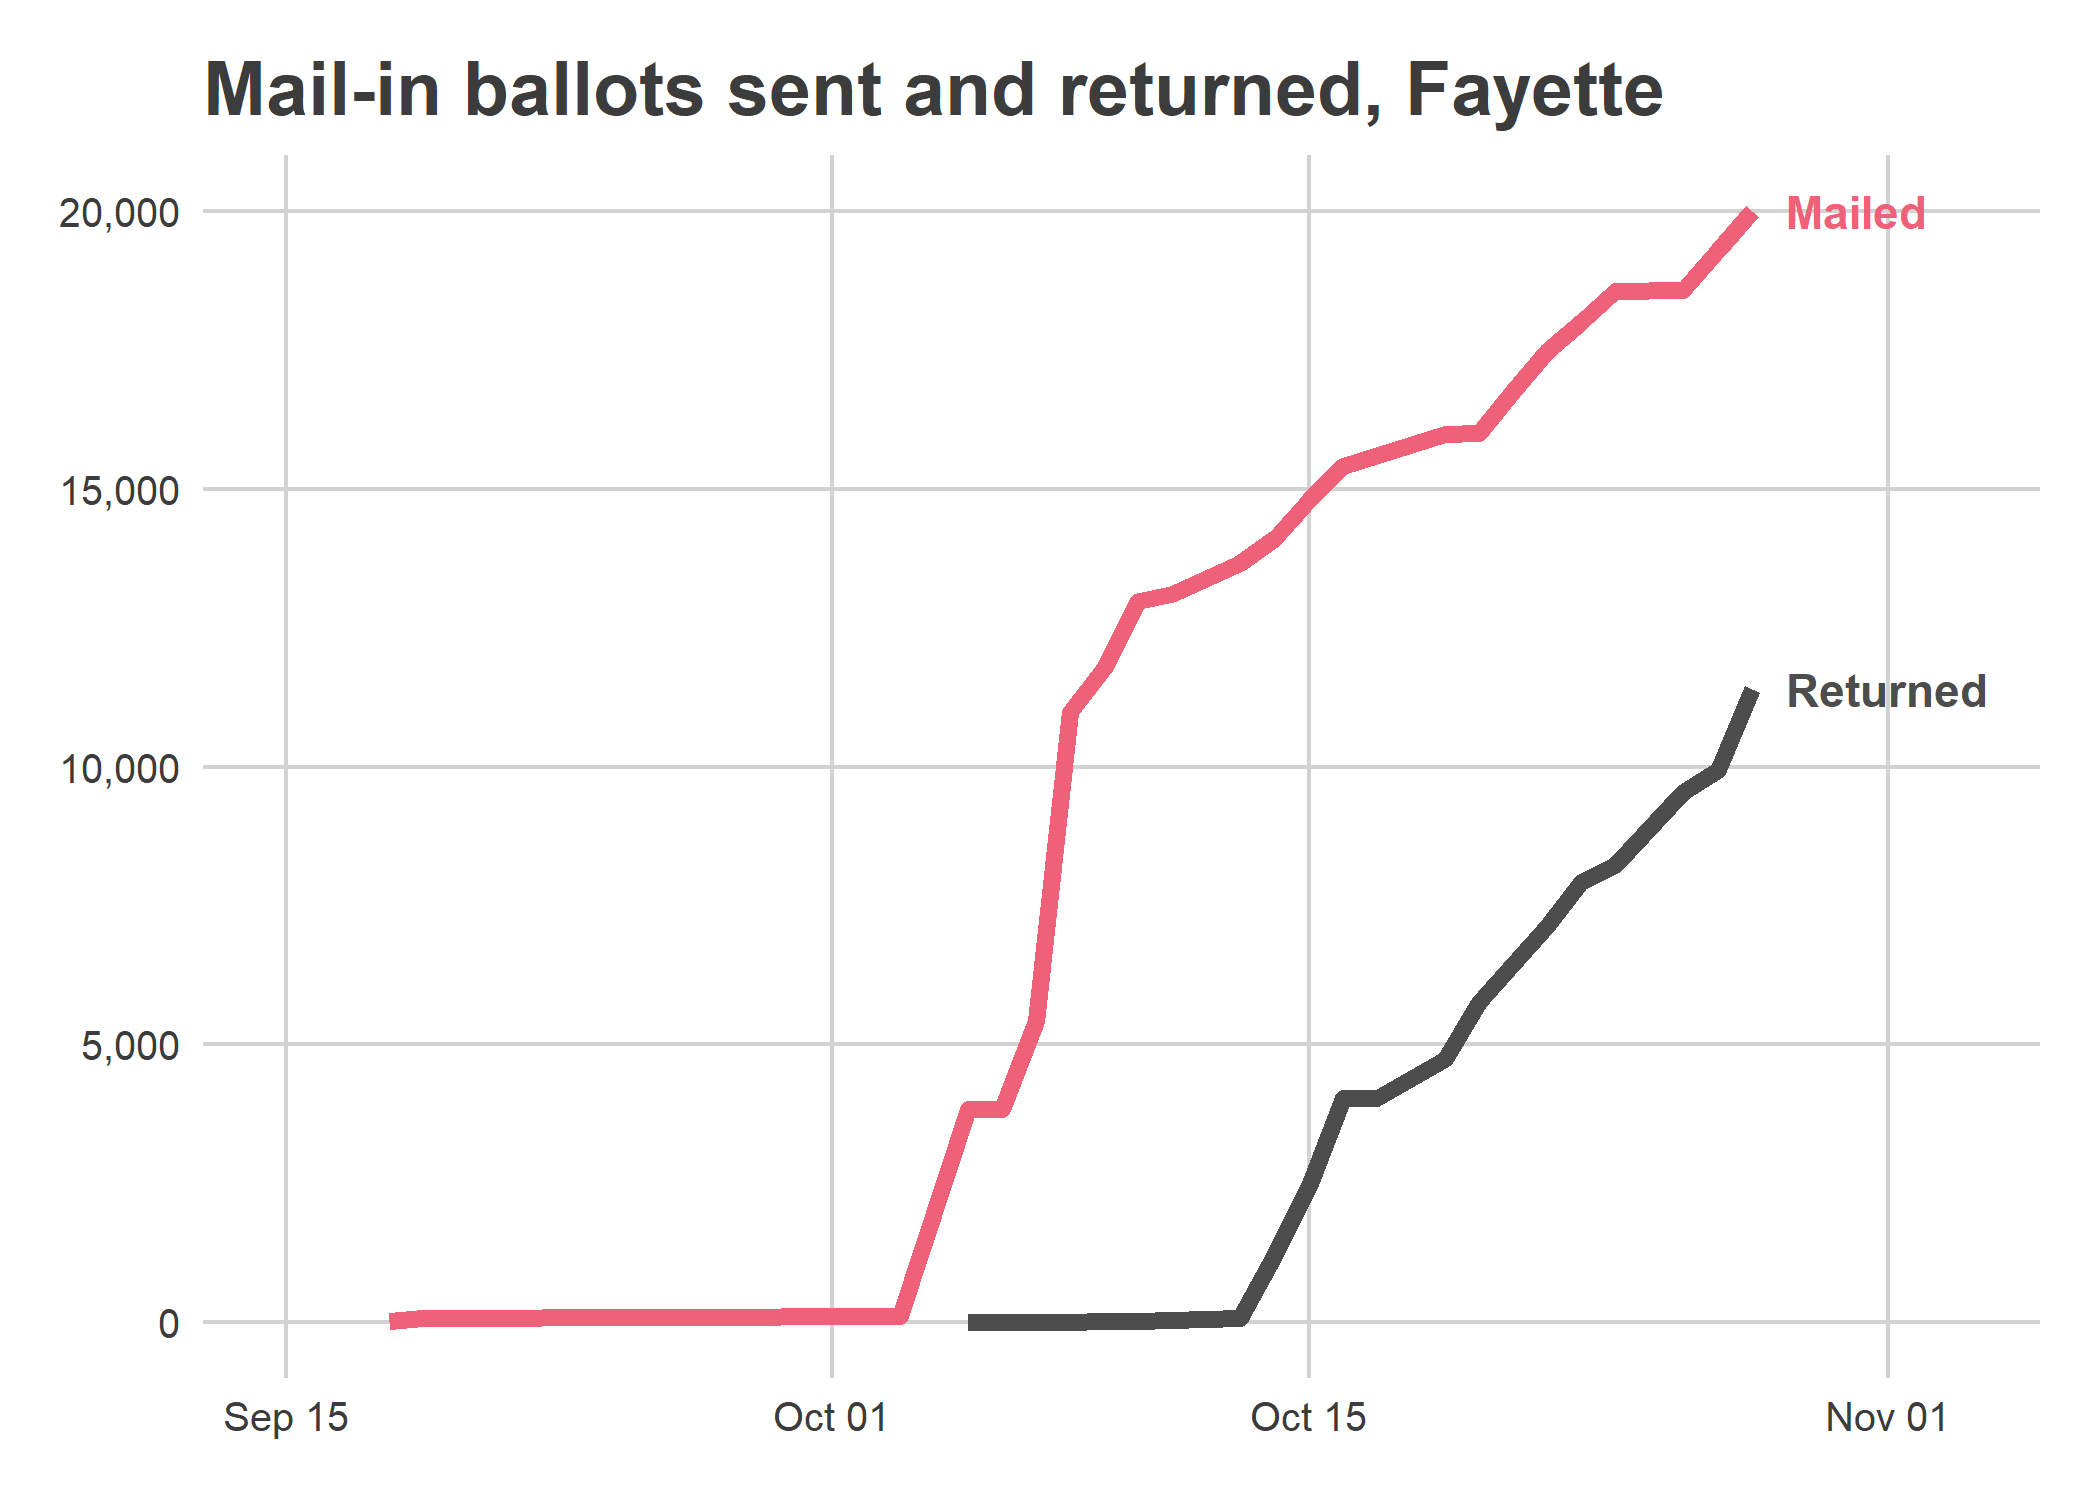 Mail-in ballots sent and returned, Fayette
20,000
Mailed
15,000
Returned
10,000
5,000
0
Sep 15
Oct 01
Oct 15
Nov 01